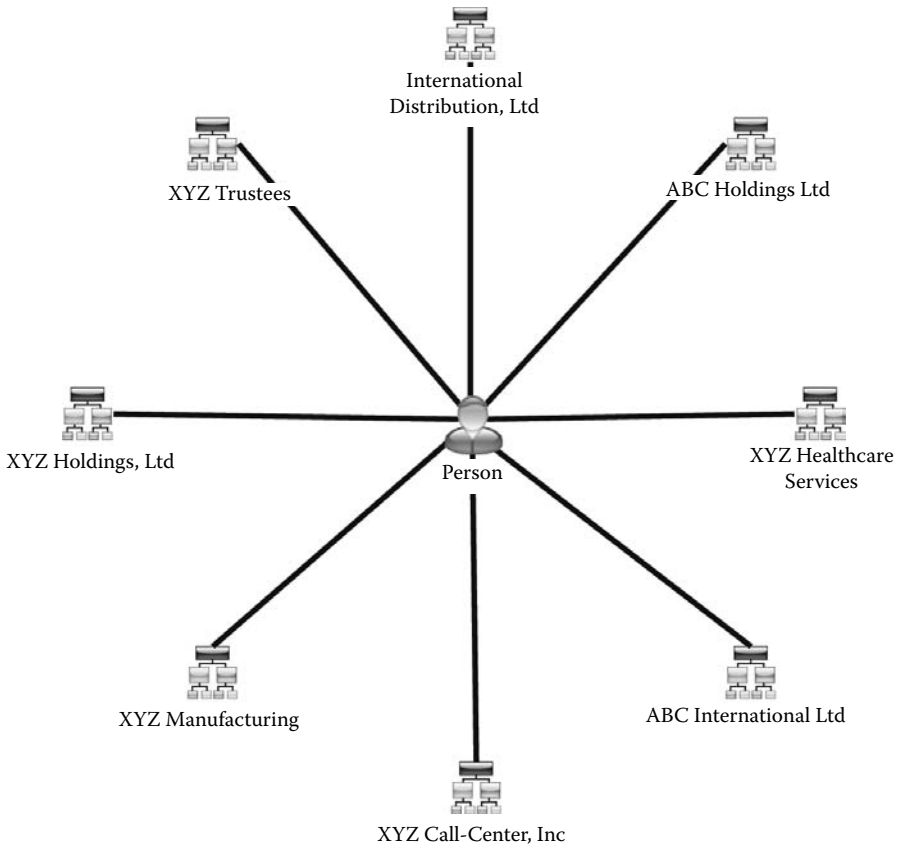 International
Distribution, Ltd
XYZ Trustees
ABC Holdings Ltd
XYZ Holdings, Ltd
Person
XYZ Healthcare
Services
XYZ Manufacturing
ABC International Ltd
XYZ Call-Center, Inc